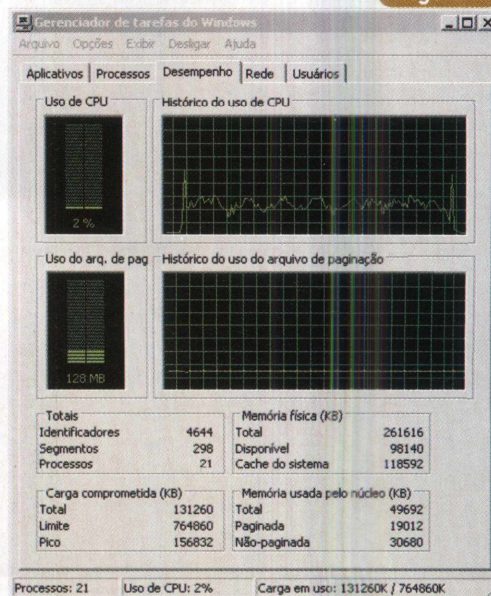 Gerenciador de tarefas do Windows
Arquivo Opções Exibir Desligar Ajuda
Aplicativos Processos Desempenho Rede Usuários
Uso de CPU Histórico do uso de CPU
2 %
Uso do arq. de pag Histórico do uso do arquivo de paginação
128 MB
Totais
Identificadores 4644
Segmentos 298
Processos 21
Memória física (KB)
Total 261616
Disponível 98140
Cache do sistema 118592
Carga comprometida (KB)
Total 131260
Limite 764860
Pico 156832
Memória usada pelo núcleo (KB)
Total 49692
Paginada 19012
Não-paginada 30680
Processos: 21 Uso de CPU: 2% Carga em uso: 131260K / 764860K